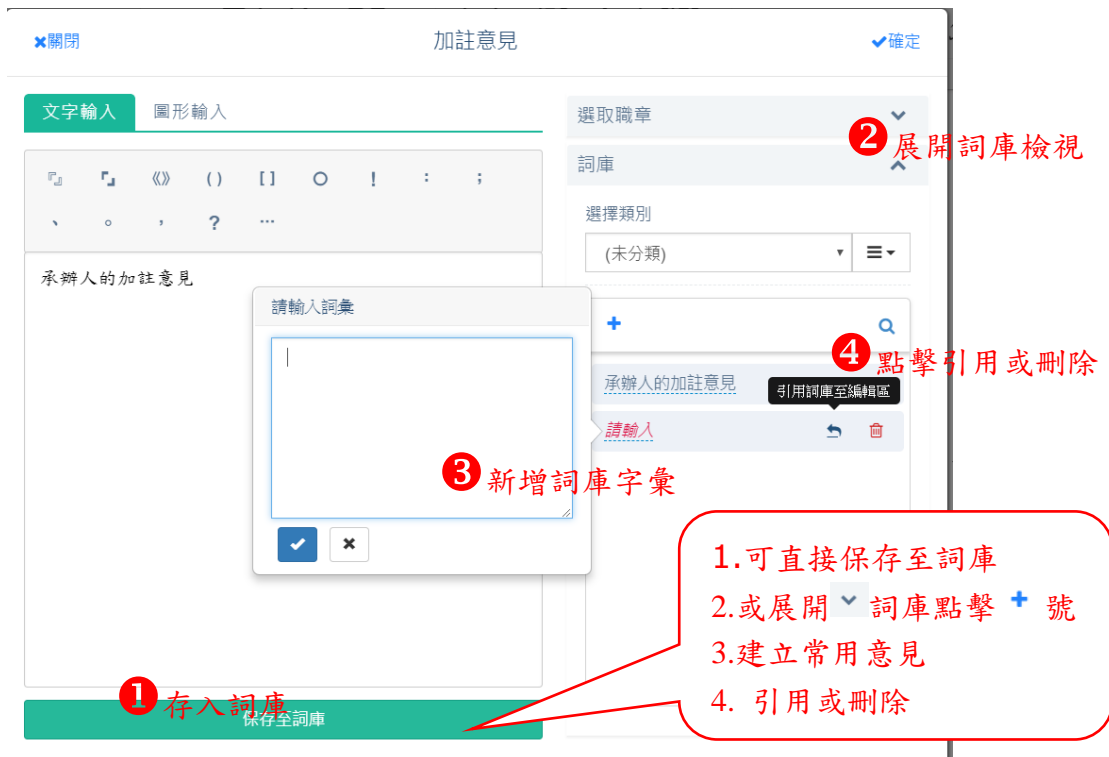 關閉
加註意見
確定
文字輸入
圖形輸入
『』 「」 《》 ( ) [ ] ○ ! : ;
、 。 , ? …
承辦人的加註意見
保存至詞庫
❶存入詞庫
選取職章
❷展開詞庫檢視
詞庫
選擇類別
(未分類)
+
❹點擊引用或刪除
承辦人的加註意見
引用詞庫至編輯區
請輸入
請輸入詞彙
❸新增詞庫字彙
1.可直接保存至詞庫
2.或展開 詞庫點擊 + 號
3.建立常用意見
4. 引用或刪除